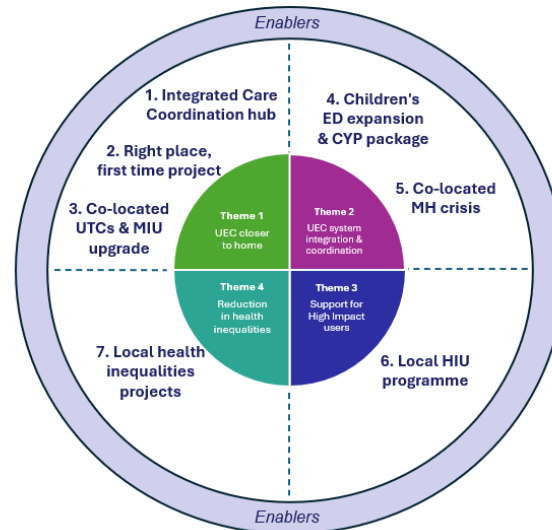 Enablers
1. Integrated Care
Coordination hub
2. Right place,
first time project
3. Co-located
UTCs & MIU
upgrade
4. Children's
ED expansion
& CYP package
5. Co-located
MH crisis
Theme 1
UEC closer
to home
Theme 2
UEC system
integration &
coordination
Theme 4
Reduction
in health
inequalities
Theme 3
Support for
High Impact
users
7. Local health
inequalities
projects
6. Local HIU
programme
Enablers